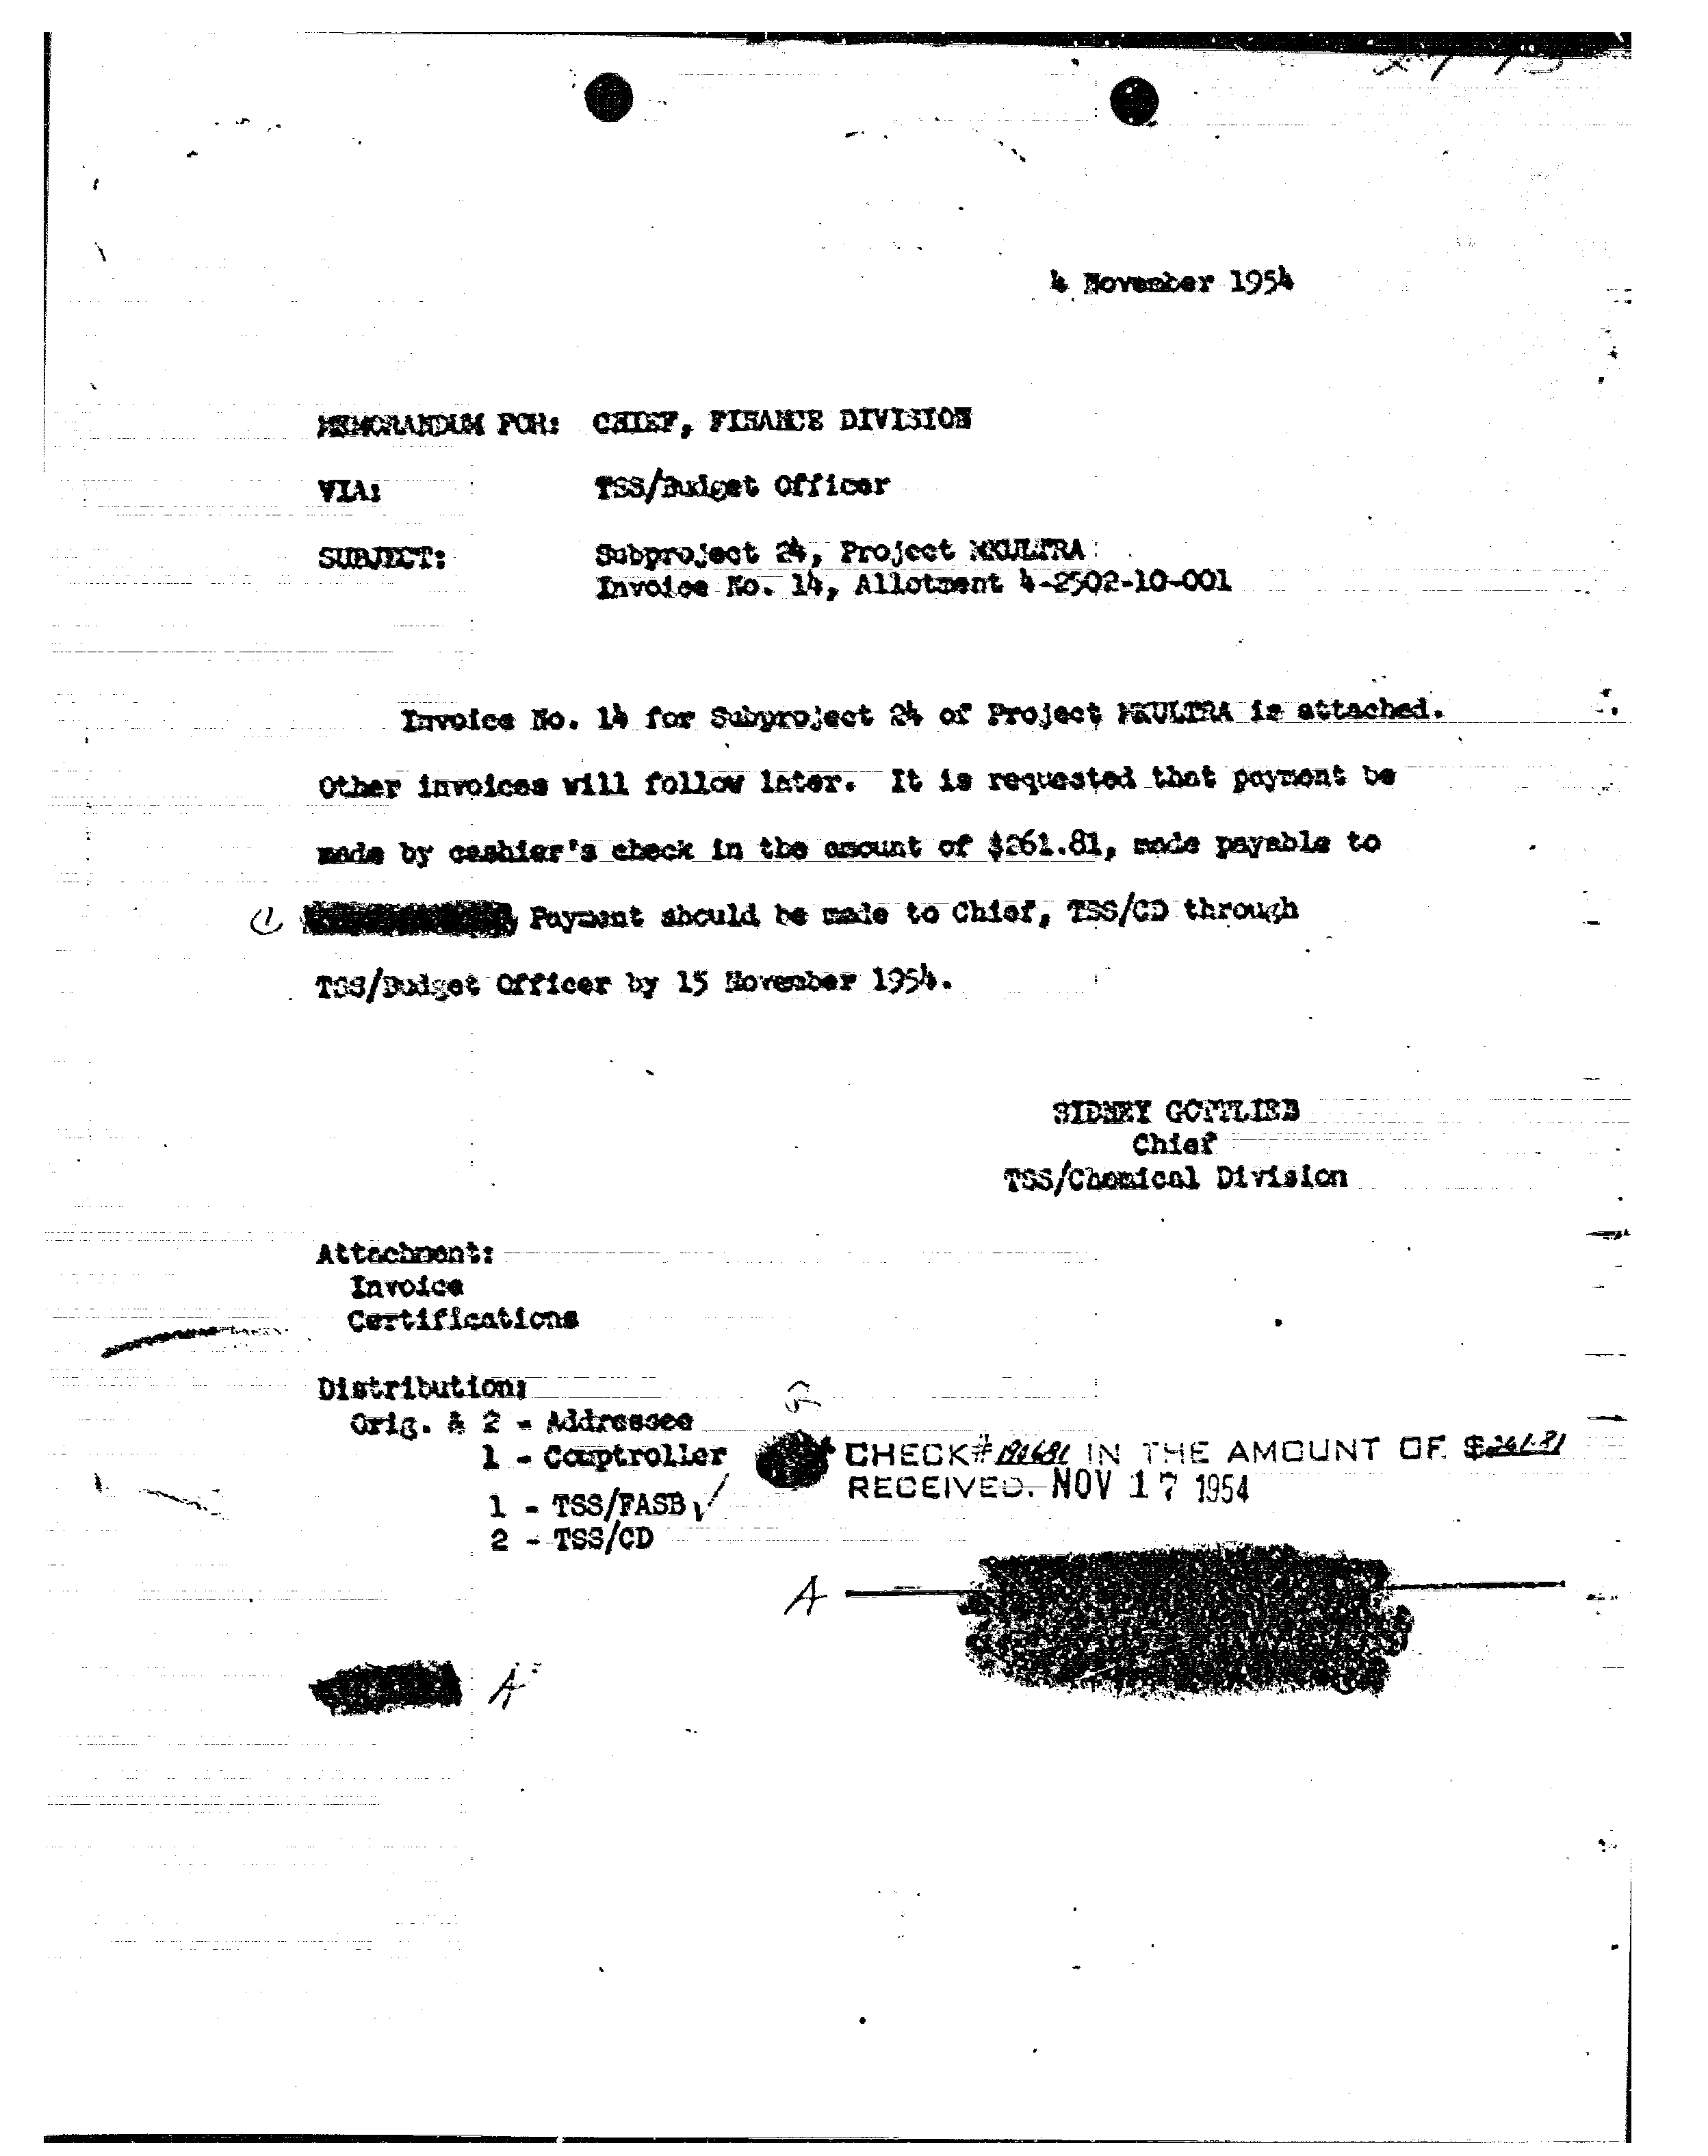 4 November 1954
MEMORANDUM FOR: CHIEF, FINANCE DIVISION
VIA: TSS/Budget Officer
SUBJECT: Subproject 24, Project MKULTRA
Invoice No. 14, Allotment 4-2502-10-001
Invoice No. 14 for Subproject 24 of Project MKULTRA is attached.
Other invoices will follow later. It is requested that payment be
made by cashier's check in the amount of $261.81, made payable to
Payment should be made to Chief, TSS/CD through
TSS/Budget Officer by 15 November 1954.
SIDNEY GOTTLIEB
Chief
TSS/Chemical Division
Attachment:
Invoice
Certifications
Distribution:
Orig. & 2 - Addressee
1 - Comptroller
CHECK# IN THE AMOUNT OF $261.81
RECEIVED. NOV 17 1954
1 - TSS/FASB
2 - TSS/CD
A
A